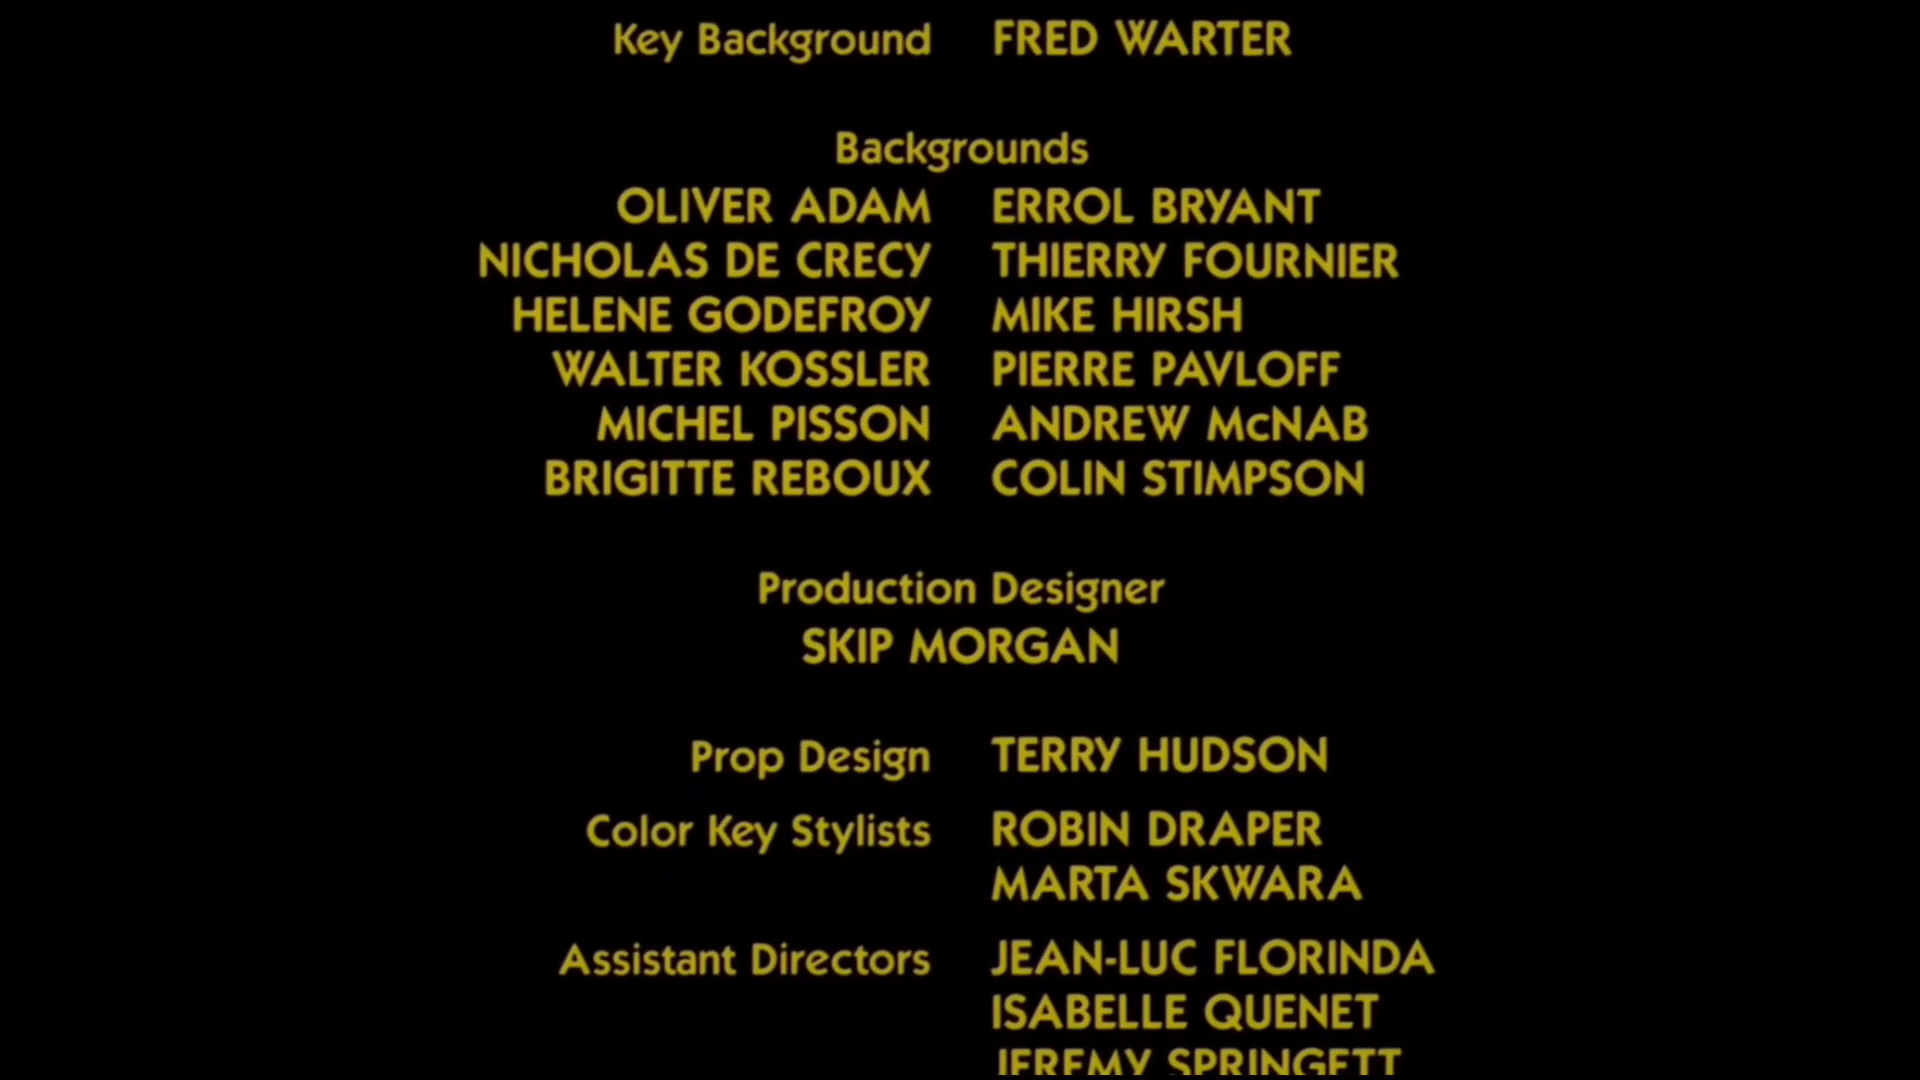 Key Background FRED WARTER
Backgrounds
OLIVER ADAM ERROL BRYANT
NICHOLAS DE CRECY THIERRY FOURNIER
HELENE GODEFROY MIKE HIRSH
WALTER KOSSLER PIERRE PAVLOFF
MICHEL PISSON ANDREW McNAB
BRIGITTE REBOUX COLIN STIMPSON
Production Designer
SKIP MORGAN
Prop Design TERRY HUDSON
Color Key Stylists ROBIN DRAPER
MARTA SKWARA
Assistant Directors JEAN-LUC FLORINDA
ISABELLE QUENET
JEREMY SPRINGETT